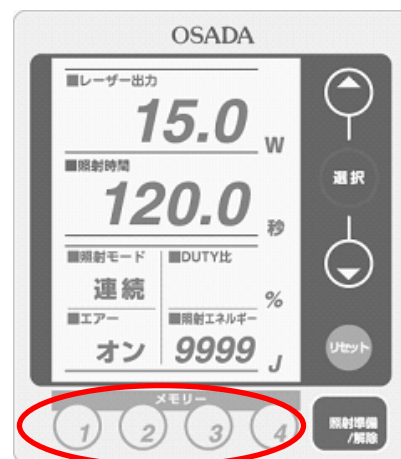 OSADA
■レーザー出力
15.0 W
■照射時間
120.0 秒
■照射モード ■DUTY比
連続 %
■エアー ■照射エネルギー
オン 9999 J
選択
リセット
メモリー
1 2 3 4
照射準備
/解除